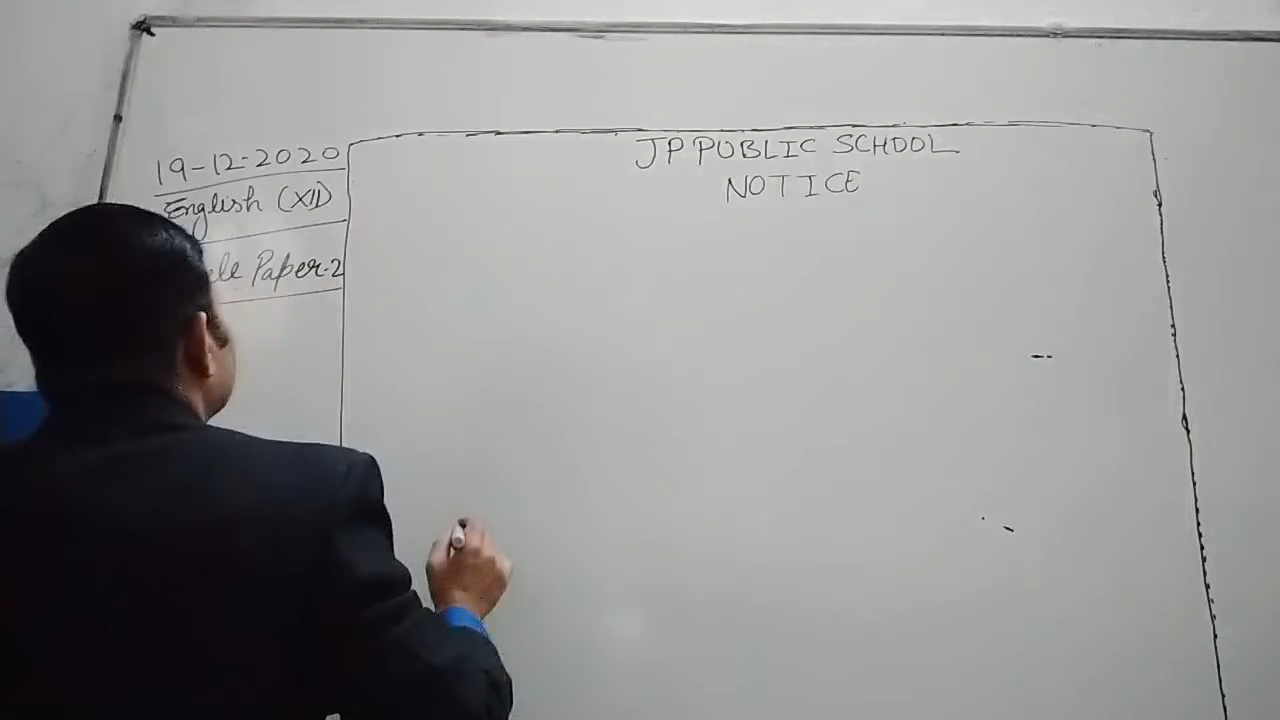 19-12-2020
English (XII)
Paper-2
JP PUBLIC SCHOOL
NOTICE